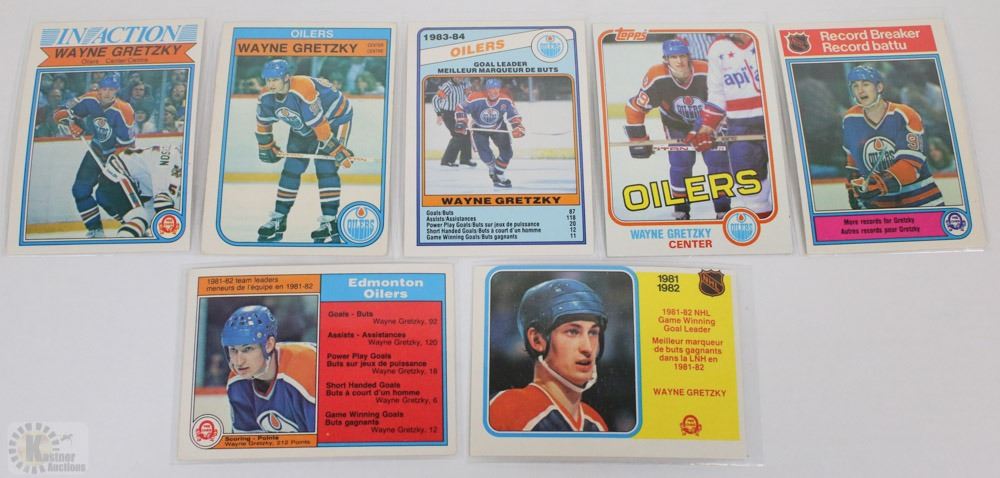 IN ACTION
WAYNE GRETZKY
Oilers Center/Centre
OILERS
WAYNE GRETZKY
CENTER
CENTRE
OILERS
1983-84
OILERS
GOAL LEADER
MEILLEUR MARQUEUR DE BUTS
WAYNE GRETZKY
Goals/Buts 87
Assists/Assistances 118
Power Play Goals/Buts sur jeux de puissance 20
Short Handed Goals/Buts à court d'un homme 12
Game Winning Goals/Buts gagnants 11
Topps
OILERS
WAYNE GRETZKY
CENTER
OILERS
Record Breaker
Record battu
More records for Gretzky
Autres records pour Gretzky
1981-82 team leaders
meneurs de l'équipe en 1981-82
Edmonton
Oilers
Goals - Buts
Wayne Gretzky, 92
Assists - Assistances
Wayne Gretzky, 120
Power Play Goals
Buts sur jeux de puissance
Wayne Gretzky, 18
Short Handed Goals
Buts à court d'un homme
Wayne Gretzky, 6
Game Winning Goals
Buts gagnants
Wayne Gretzky, 12
Scoring - Points
Wayne Gretzky, 212 Points
1981
1982
NHL
1981-82 NHL
Game Winning
Goal Leader
Meilleur marqueur
de buts gagnants
dans la LNH en
1981-82
WAYNE GRETZKY
Kastner
Auctions